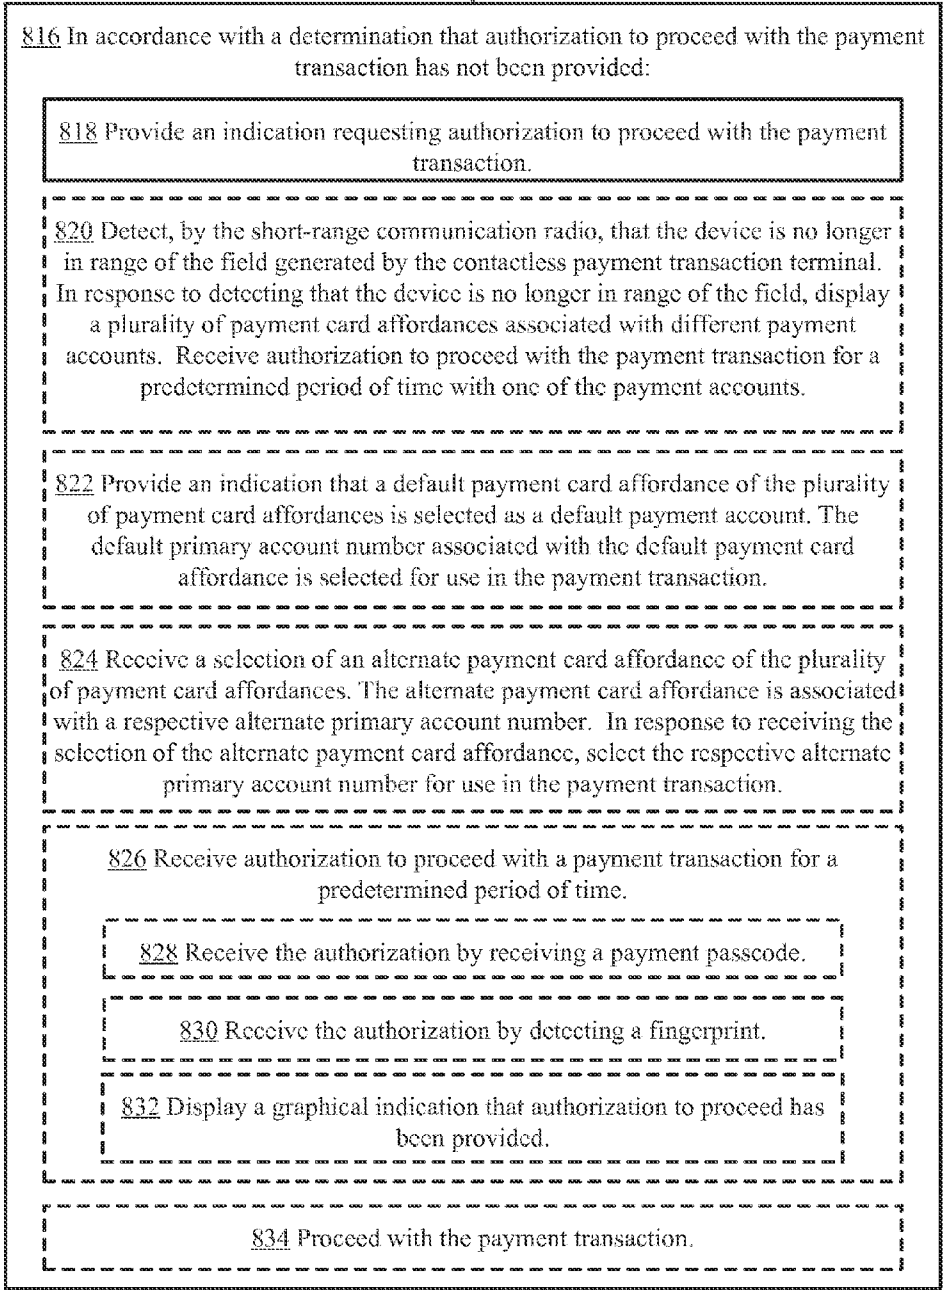 816 In accordance with a determination that authorization to proceed with the payment
transaction has not been provided:
818 Provide an indication requesting authorization to proceed with the payment
transaction.
820 Detect, by the short-range communication radio, that the device is no longer
in range of the field generated by the contactless payment transaction terminal.
In response to detecting that the device is no longer in range of the field, display
a plurality of payment card affordances associated with different payment
accounts. Receive authorization to proceed with the payment transaction for a
predetermined period of time with one of the payment accounts.
822 Provide an indication that a default payment card affordance of the plurality
of payment card affordances is selected as a default payment account. The
default primary account number associated with the default payment card
affordance is selected for use in the payment transaction.
824 Receive a selection of an alternate payment card affordance of the plurality
of payment card affordances. The alternate payment card affordance is associated
with a respective alternate primary account number. In response to receiving the
selection of the alternate payment card affordance, select the respective alternate
primary account number for use in the payment transaction.
826 Receive authorization to proceed with a payment transaction for a
predetermined period of time.
828 Receive the authorization by receiving a payment passcode.
830 Receive the authorization by detecting a fingerprint.
832 Display a graphical indication that authorization to proceed has
been provided.
834 Proceed with the payment transaction.